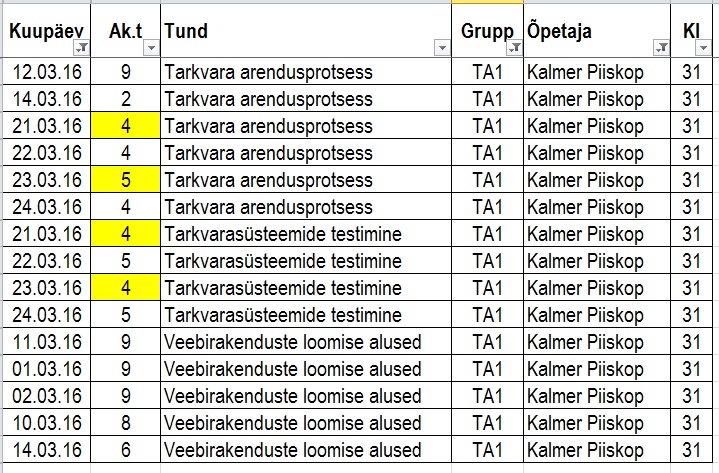 Kuupäev Ak.t Tund Grupp Õpetaja Kl
12.03.16 9 Tarkvara arendusprotsess TA1 Kalmer Piiskop 31
14.03.16 2 Tarkvara arendusprotsess TA1 Kalmer Piiskop 31
21.03.16 4 Tarkvara arendusprotsess TA1 Kalmer Piiskop 31
22.03.16 4 Tarkvara arendusprotsess TA1 Kalmer Piiskop 31
23.03.16 5 Tarkvara arendusprotsess TA1 Kalmer Piiskop 31
24.03.16 4 Tarkvara arendusprotsess TA1 Kalmer Piiskop 31
21.03.16 4 Tarkvarasüsteemide testimine TA1 Kalmer Piiskop 31
22.03.16 5 Tarkvarasüsteemide testimine TA1 Kalmer Piiskop 31
23.03.16 4 Tarkvarasüsteemide testimine TA1 Kalmer Piiskop 31
24.03.16 5 Tarkvarasüsteemide testimine TA1 Kalmer Piiskop 31
11.03.16 9 Veebirakenduste loomise alused TA1 Kalmer Piiskop 31
01.03.16 9 Veebirakenduste loomise alused TA1 Kalmer Piiskop 31
02.03.16 9 Veebirakenduste loomise alused TA1 Kalmer Piiskop 31
10.03.16 8 Veebirakenduste loomise alused TA1 Kalmer Piiskop 31
14.03.16 6 Veebirakenduste loomise alused TA1 Kalmer Piiskop 31